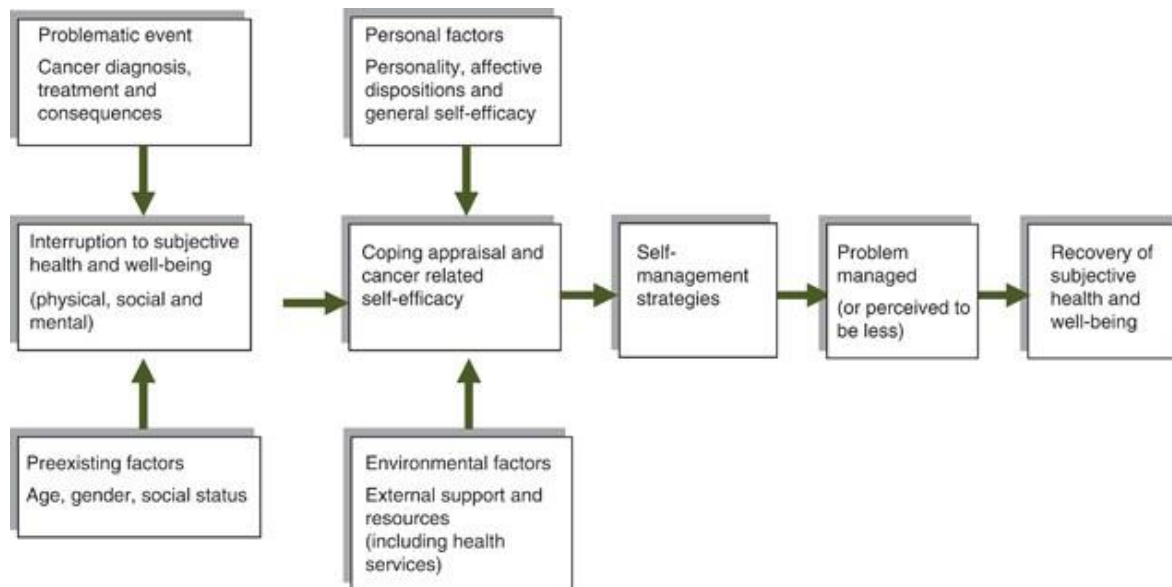 Problematic event
Cancer diagnosis,
treatment and
consequences
Personal factors
Personality, affective
dispositions and
general self-efficacy
Interruption to subjective
health and well-being
(physical, social and
mental)
Coping appraisal and
cancer related
self-efficacy
Self-
management
strategies
Problem
managed
(or perceived to
be less)
Recovery of
subjective
health and
well-being
Preexisting factors
Age, gender, social status
Environmental factors
External support and
resources
(including health
services)